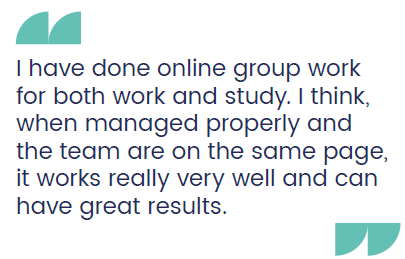 I have done online group work
for both work and study. I think,
when managed properly and
the team are on the same page,
it works really very well and can
have great results.